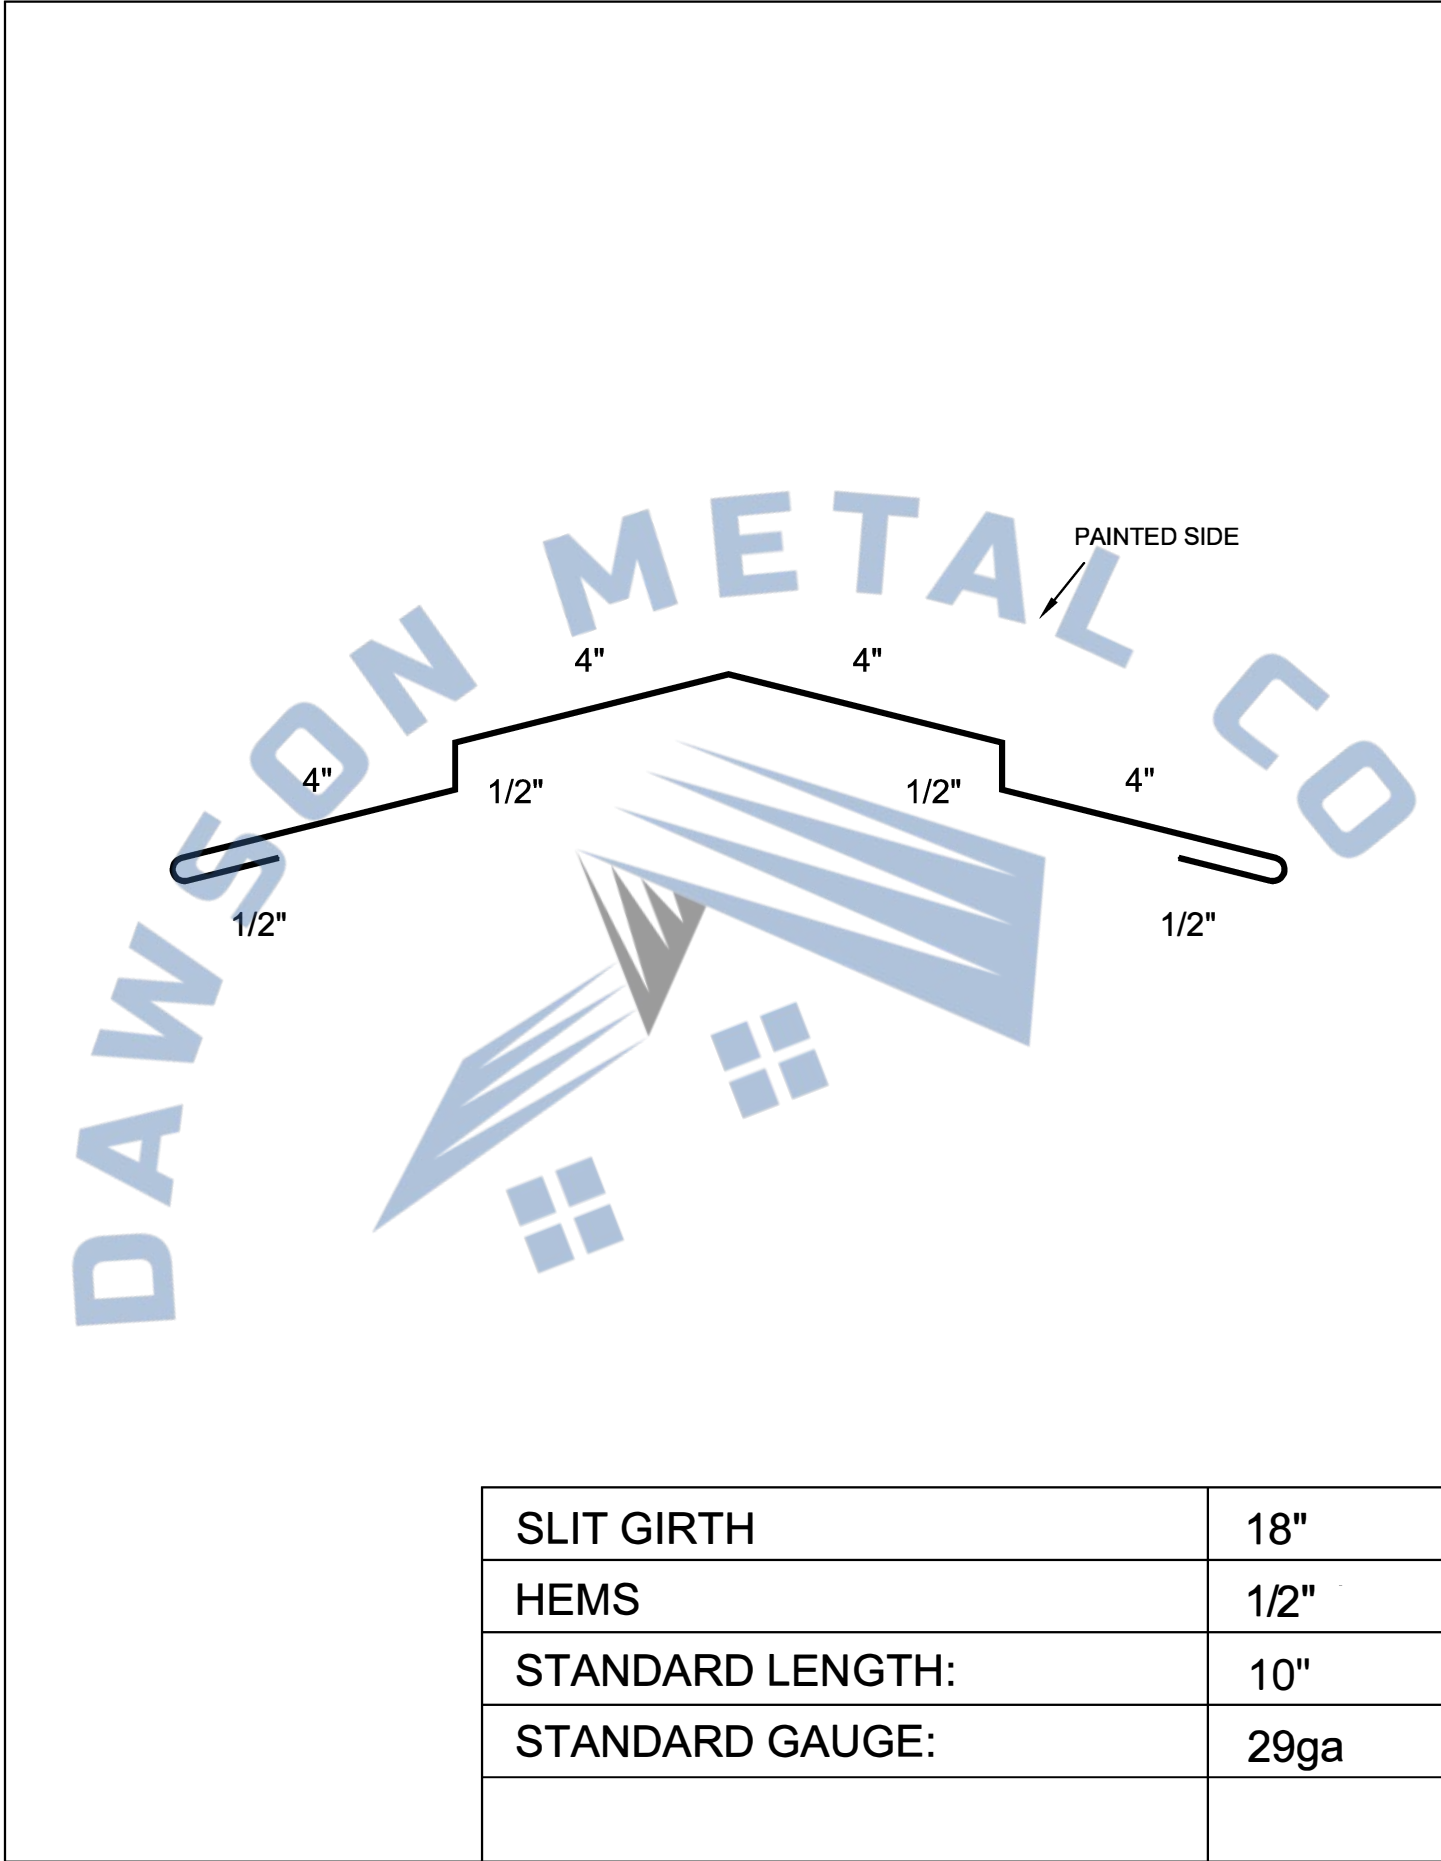 DAWSON METAL CO
PAINTED SIDE
4" 4"
4" 1/2" 1/2" 4"
1/2" 1/2"
SLIT GIRTH 18"
HEMS 1/2"
STANDARD LENGTH: 10"
STANDARD GAUGE: 29ga